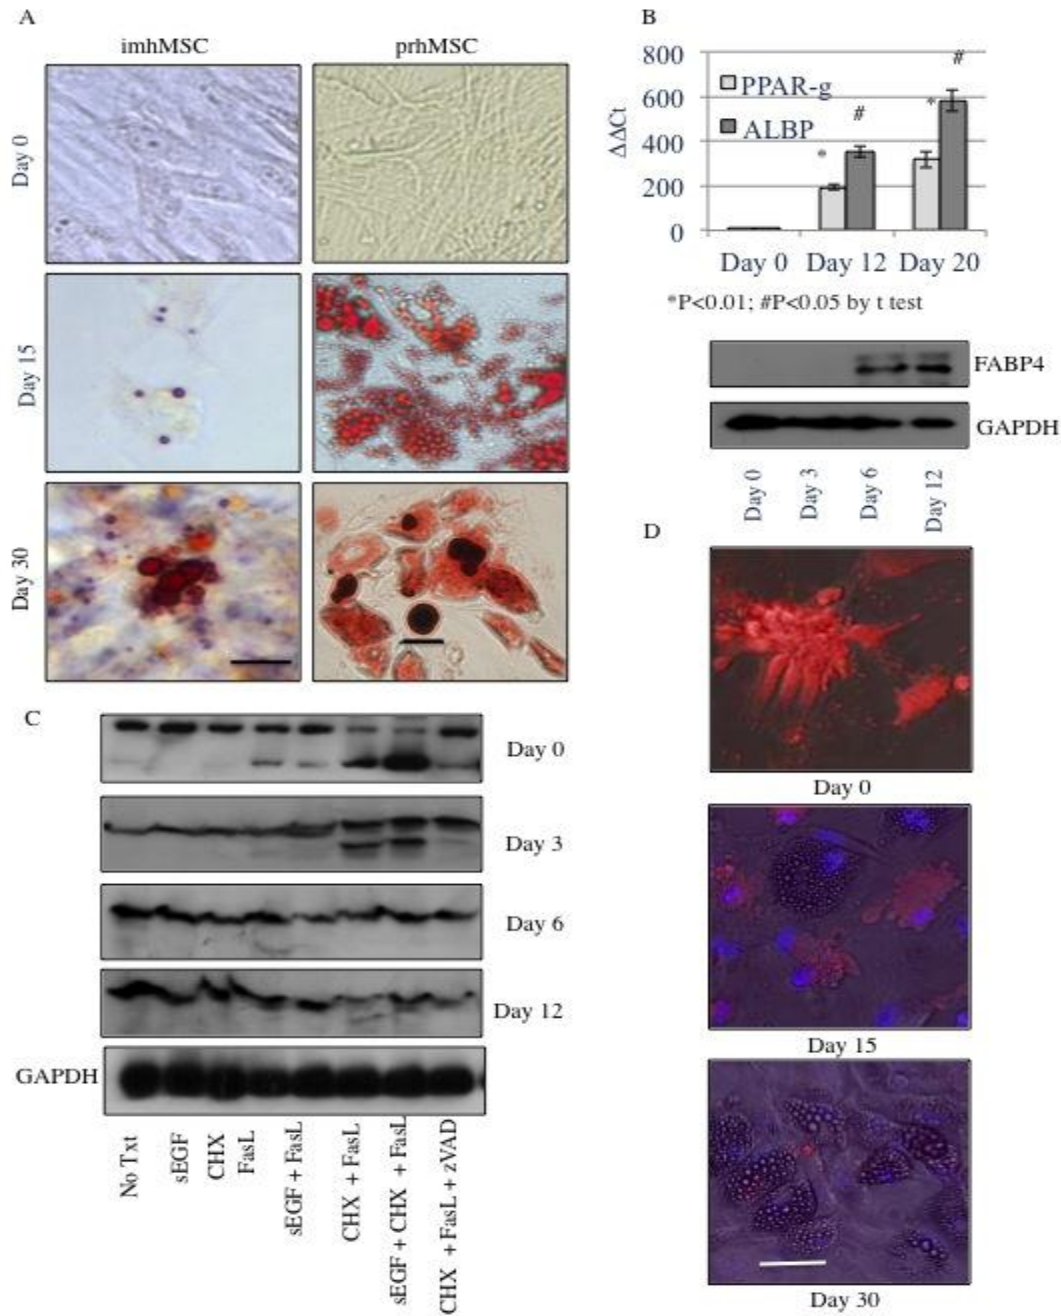 A
imhMSC prhMSC
Day 0
Day 15
Day 30
B
800
600
400
200
0
ΔΔCt
PPAR-g
ALBP
#
*
#
*
Day 0 Day 12 Day 20
*P<0.01; #P<0.05 by t test
FABP4
GAPDH
Day 0
Day 3
Day 6
Day 12
C
Day 0
Day 3
Day 6
Day 12
GAPDH
No Txt
sEGF
CHX
FasL
sEGF + FasL
CHX + FasL
sEGF + CHX + FasL
CHX + FasL + zVAD
D
Day 0
Day 15
Day 30